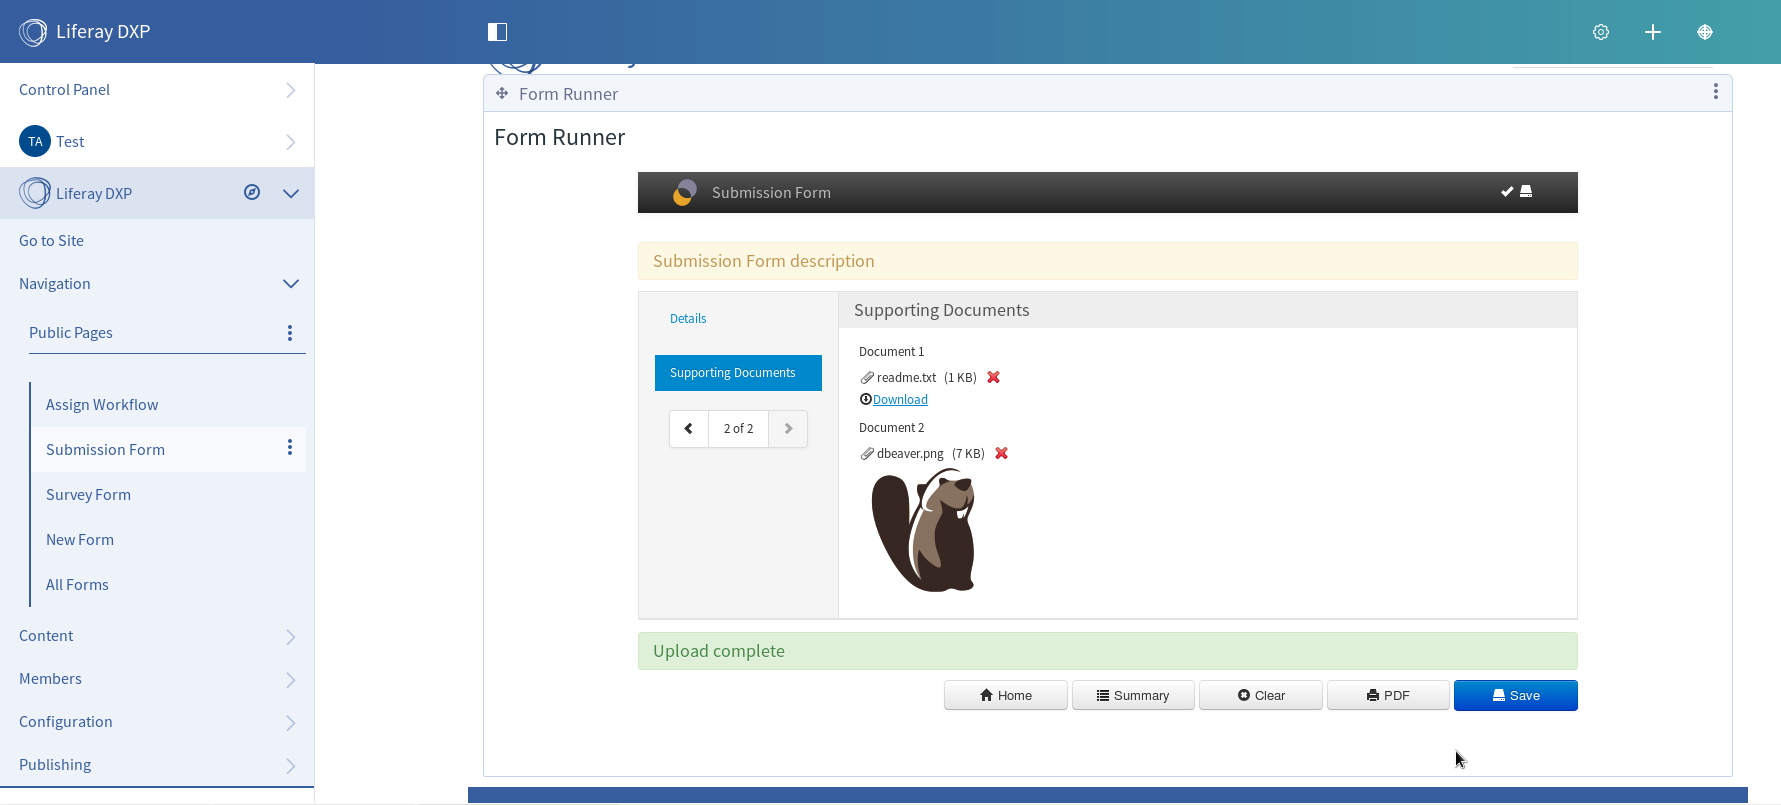 Liferay DXP
Control Panel
TA Test
Liferay DXP
Go to Site
Navigation
Public Pages
Assign Workflow
Submission Form
Survey Form
New Form
All Forms
Content
Members
Configuration
Publishing
Form Runner
Form Runner
Submission Form
Submission Form description
Details
Supporting Documents
2 of 2
Supporting Documents
Document 1
readme.txt (1 KB)
Download
Document 2
dbeaver.png (7 KB)
Upload complete
Home Summary Clear PDF Save